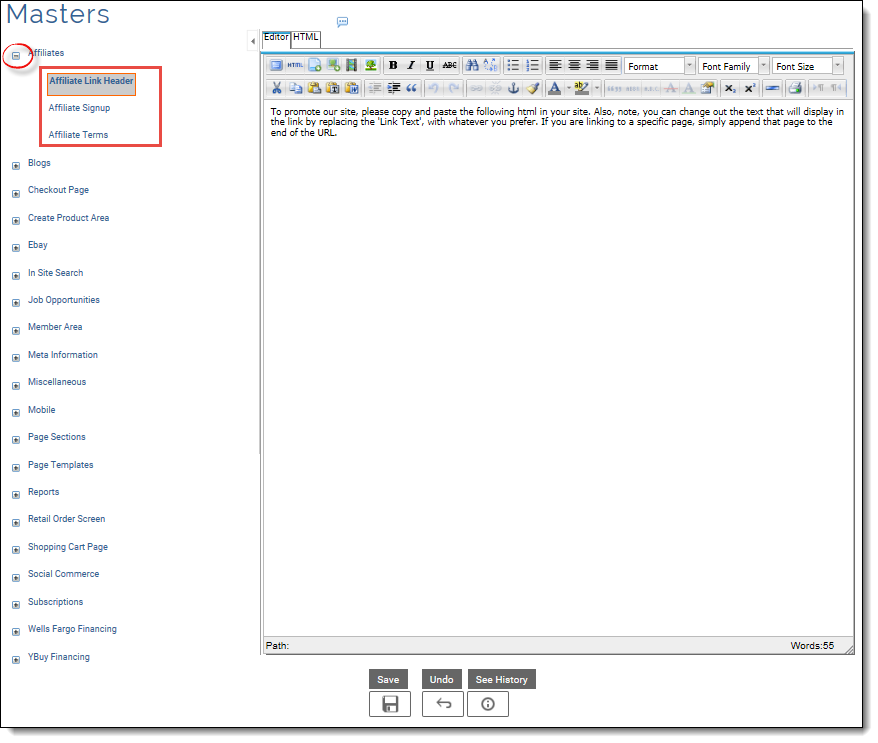 Masters
Affiliates
Affiliate Link Header
Affiliate Signup
Affiliate Terms
Blogs
Checkout Page
Create Product Area
Ebay
In Site Search
Job Opportunities
Member Area
Meta Information
Miscellaneous
Mobile
Page Sections
Page Templates
Reports
Retail Order Screen
Shopping Cart Page
Social Commerce
Subscriptions
Wells Fargo Financing
YBuy Financing
Editor HTML
HTML B I U ABC Format Font Family Font Size
To promote our site, please copy and paste the following html in your site. Also, note, you can change out the text that will display in
the link by replacing the 'Link Text', with whatever you prefer. If you are linking to a specific page, simply append that page to the
end of the URL.
Path: Words:55
Save Undo See History